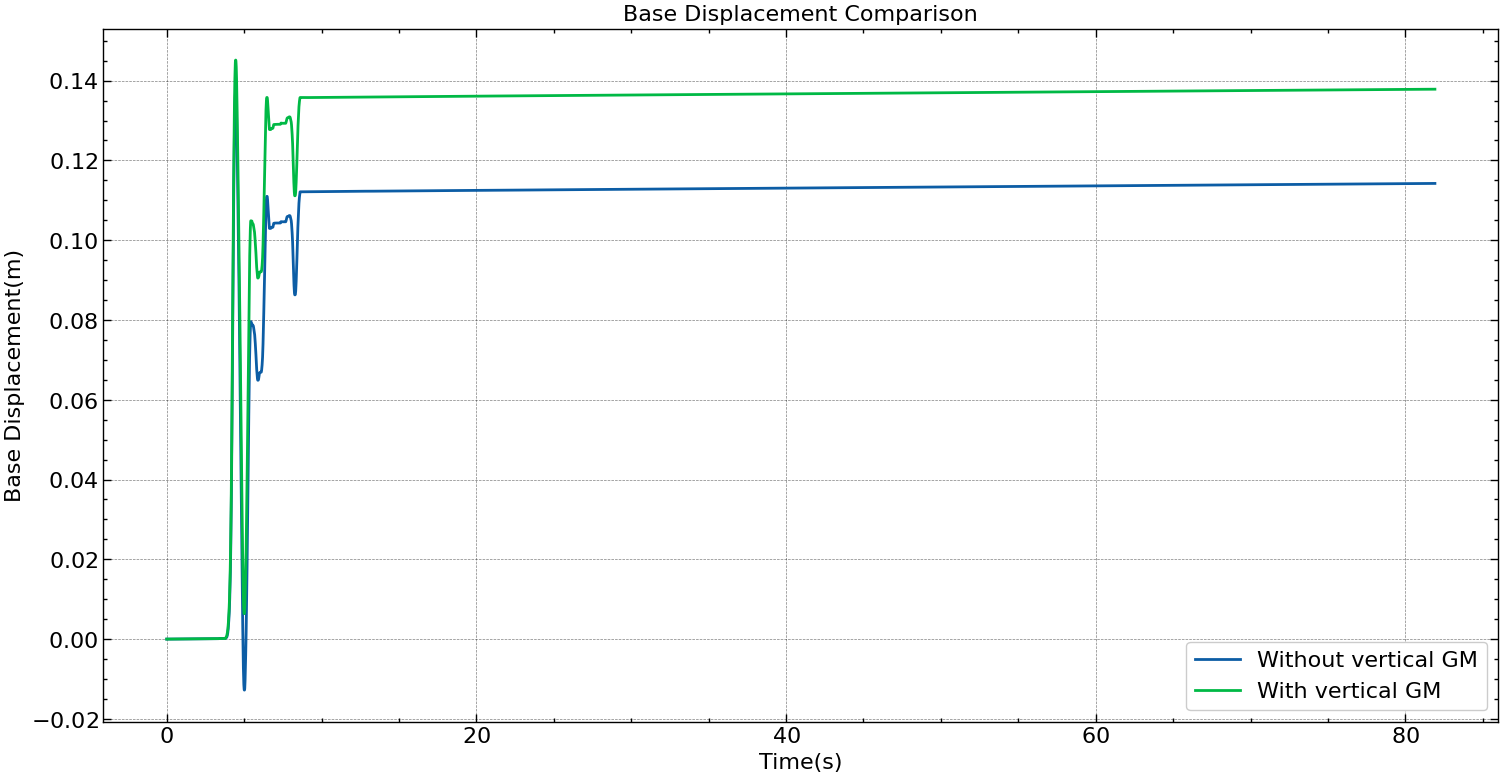 Base Displacement Comparison
0.14
0.12
0.10
0.08
0.06
0.04
0.02
0.00
−0.02
Base Displacement(m)
0 20 40 60 80
Time(s)
Without vertical GM
With vertical GM